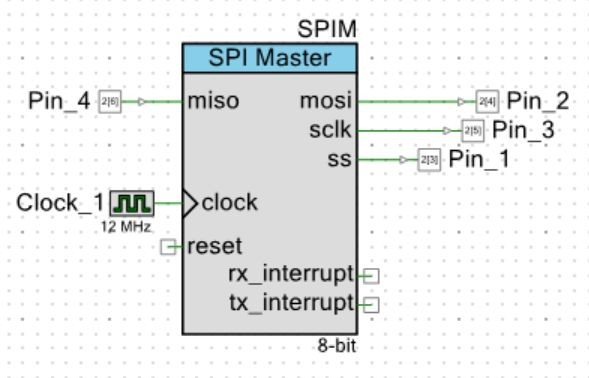 SPIM
SPI Master
Pin_4 2[6] miso mosi 2[4] Pin_2
sclk 2[5] Pin_3
ss 2[3] Pin_1
Clock_1 clock
12 MHz
reset
rx_interrupt
tx_interrupt
8-bit